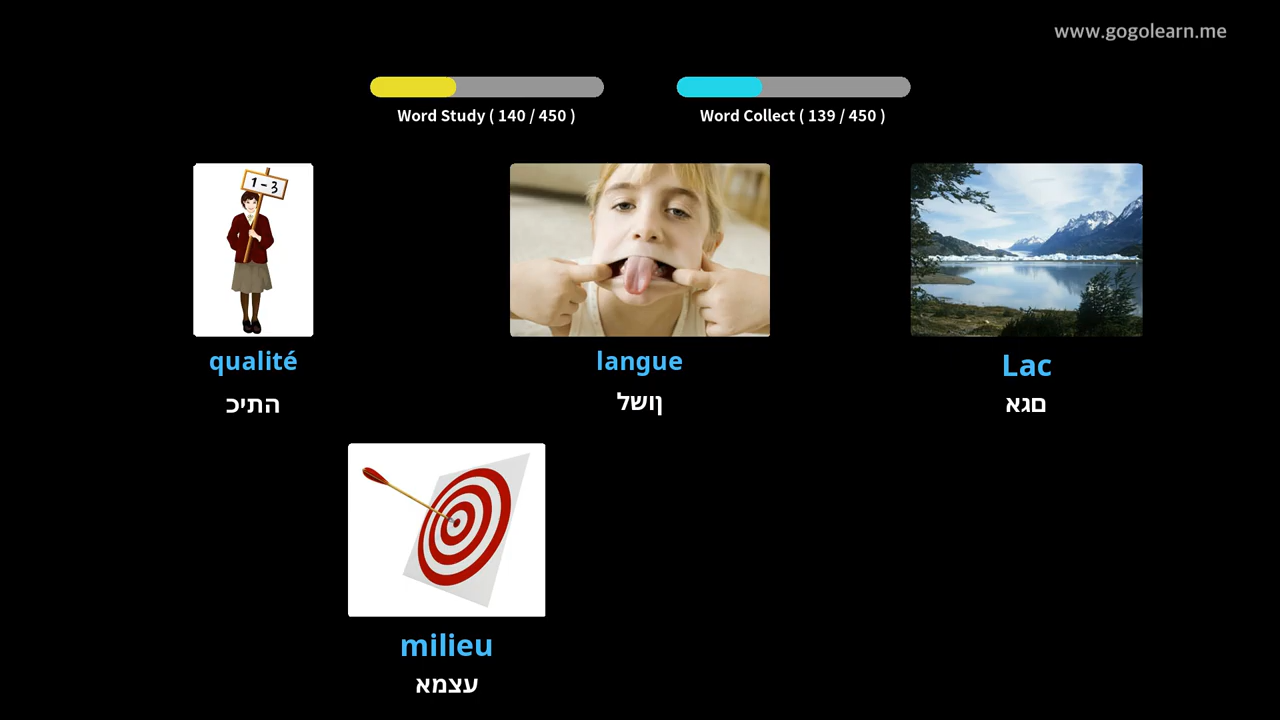 www.gogolearn.me
Word Study ( 140 / 450 )
Word Collect ( 139 / 450 )
1-3
qualité
התיכ
langue
ןושל
Lac
םגא
milieu
עצמא